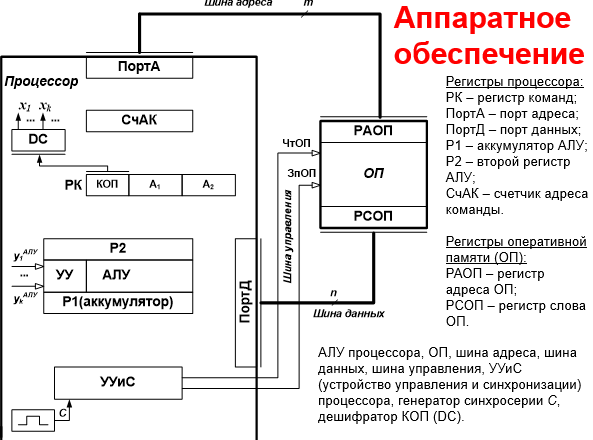 Шина адреса m
Аппаратное
обеспечение
Процессор
ПортА
x1 xk
... ...
СчАК
DC
РК КОП А1 А2
ЧтОП
ЗпОП
РАОП
ОП
РСОП
Шина управления
y1 АЛУ
...
yk АЛУ
Р2
УУ АЛУ
Р1(аккумулятор)
ПортД
n
Шина данных
УУиС
C
Регистры процессора:
РК – регистр команд;
ПортА – порт адреса;
ПортД – порт данных;
Р1 – аккумулятор АЛУ;
Р2 – второй регистр
АЛУ;
СчАК – счетчик адреса
команды.
Регистры оперативной
памяти (ОП):
РАОП – регистр
адреса ОП;
РСОП – регистр слова
ОП.
АЛУ процессора, ОП, шина адреса, шина
данных, шина управления, УУиС
(устройство управления и синхронизации)
процессора, генератор синхросерии С,
дешифратор КОП (DC).